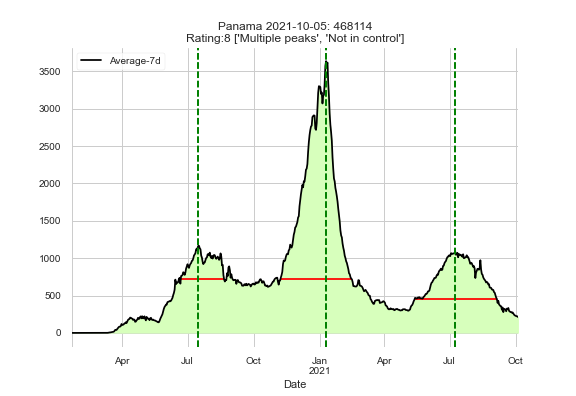 Panama 2021-10-05: 468114
Rating:8 ['Multiple peaks', 'Not in control']
Average-7d
3500
3000
2500
2000
1500
1000
500
0
Apr Jul Oct Jan Apr Jul Oct
2021
Date